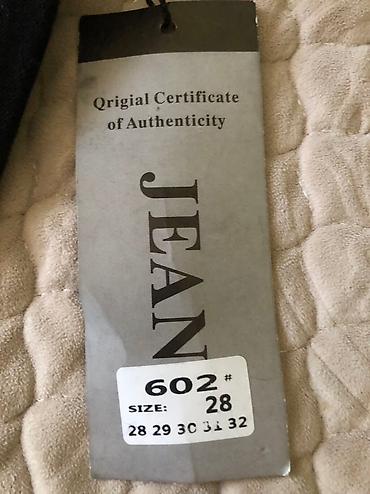 Qrigial Certificate
of Authenticity
JEAN
602#
SIZE: 28
28 29 30 31 32